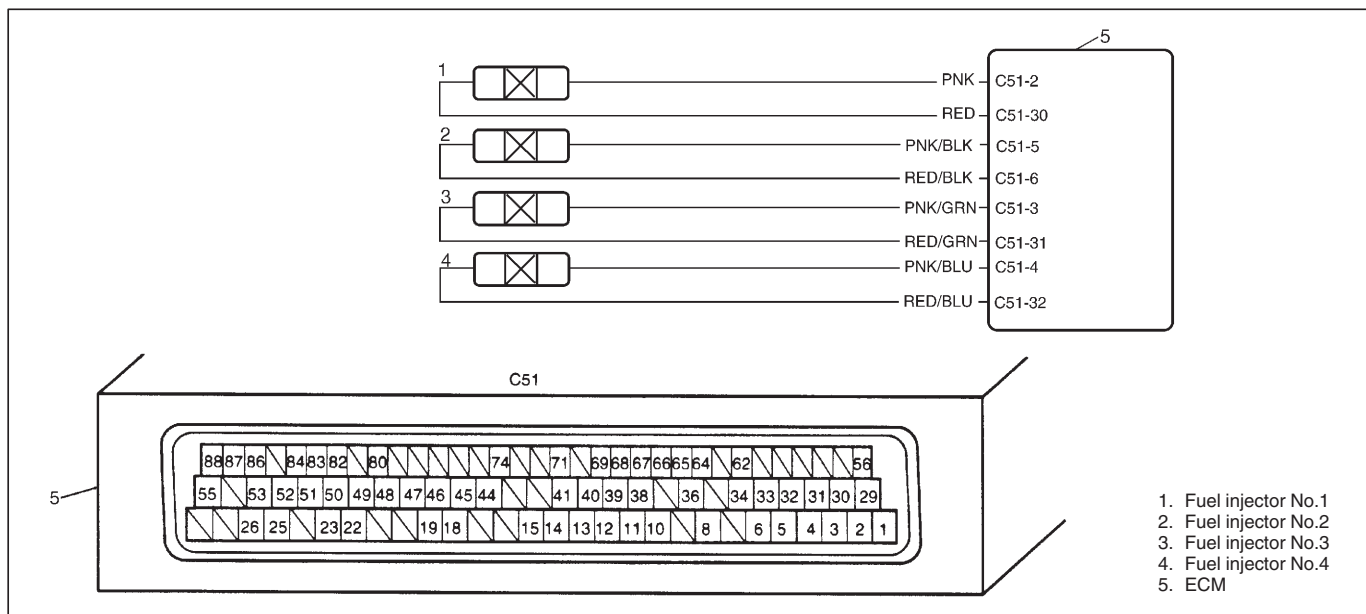 5
1 PNK C51-2
RED C51-30
2 PNK/BLK C51-5
RED/BLK C51-6
3 PNK/GRN C51-3
RED/GRN C51-31
4 PNK/BLU C51-4
RED/BLU C51-32
C51
88 87 86 84 83 82 80 74 71 69 68 67 66 65 64 62 56
5 55 53 52 51 50 49 48 47 46 45 44 41 40 39 38 36 34 33 32 31 30 29
26 25 23 22 19 18 15 14 13 12 11 10 8 6 5 4 3 2 1
1. Fuel injector No.1
2. Fuel injector No.2
3. Fuel injector No.3
4. Fuel injector No.4
5. ECM